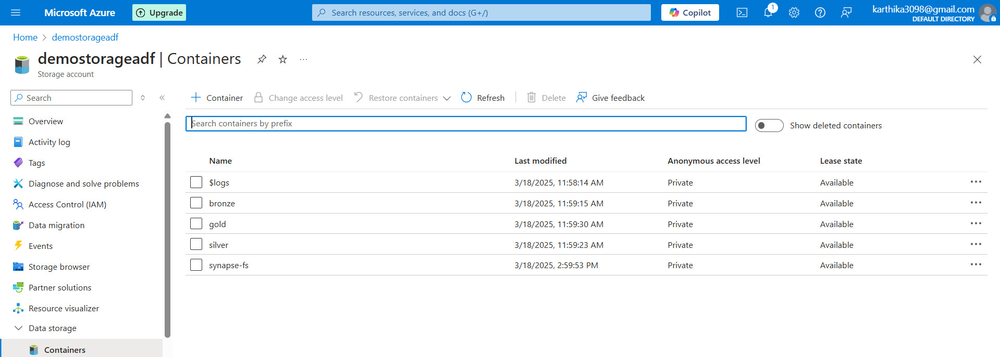 Microsoft Azure Upgrade Search resources, services, and docs (G+/) Copilot 1 karthika3098@gmail.com
DEFAULT DIRECTORY
Home > demostorageadf
demostorageadf | Containers
Storage account
Search
Container Change access level Restore containers Refresh Delete Give feedback
Search containers by prefix
Show deleted containers
Overview
Activity log
Tags
Diagnose and solve problems
Access Control (IAM)
Data migration
Events
Storage browser
Partner solutions
Resource visualizer
Data storage
Containers
Name Last modified Anonymous access level Lease state
$logs 3/18/2025, 11:58:14 AM Private Available
bronze 3/18/2025, 11:59:15 AM Private Available
gold 3/18/2025, 11:59:30 AM Private Available
silver 3/18/2025, 11:59:23 AM Private Available
synapse-fs 3/18/2025, 2:59:53 PM Private Available